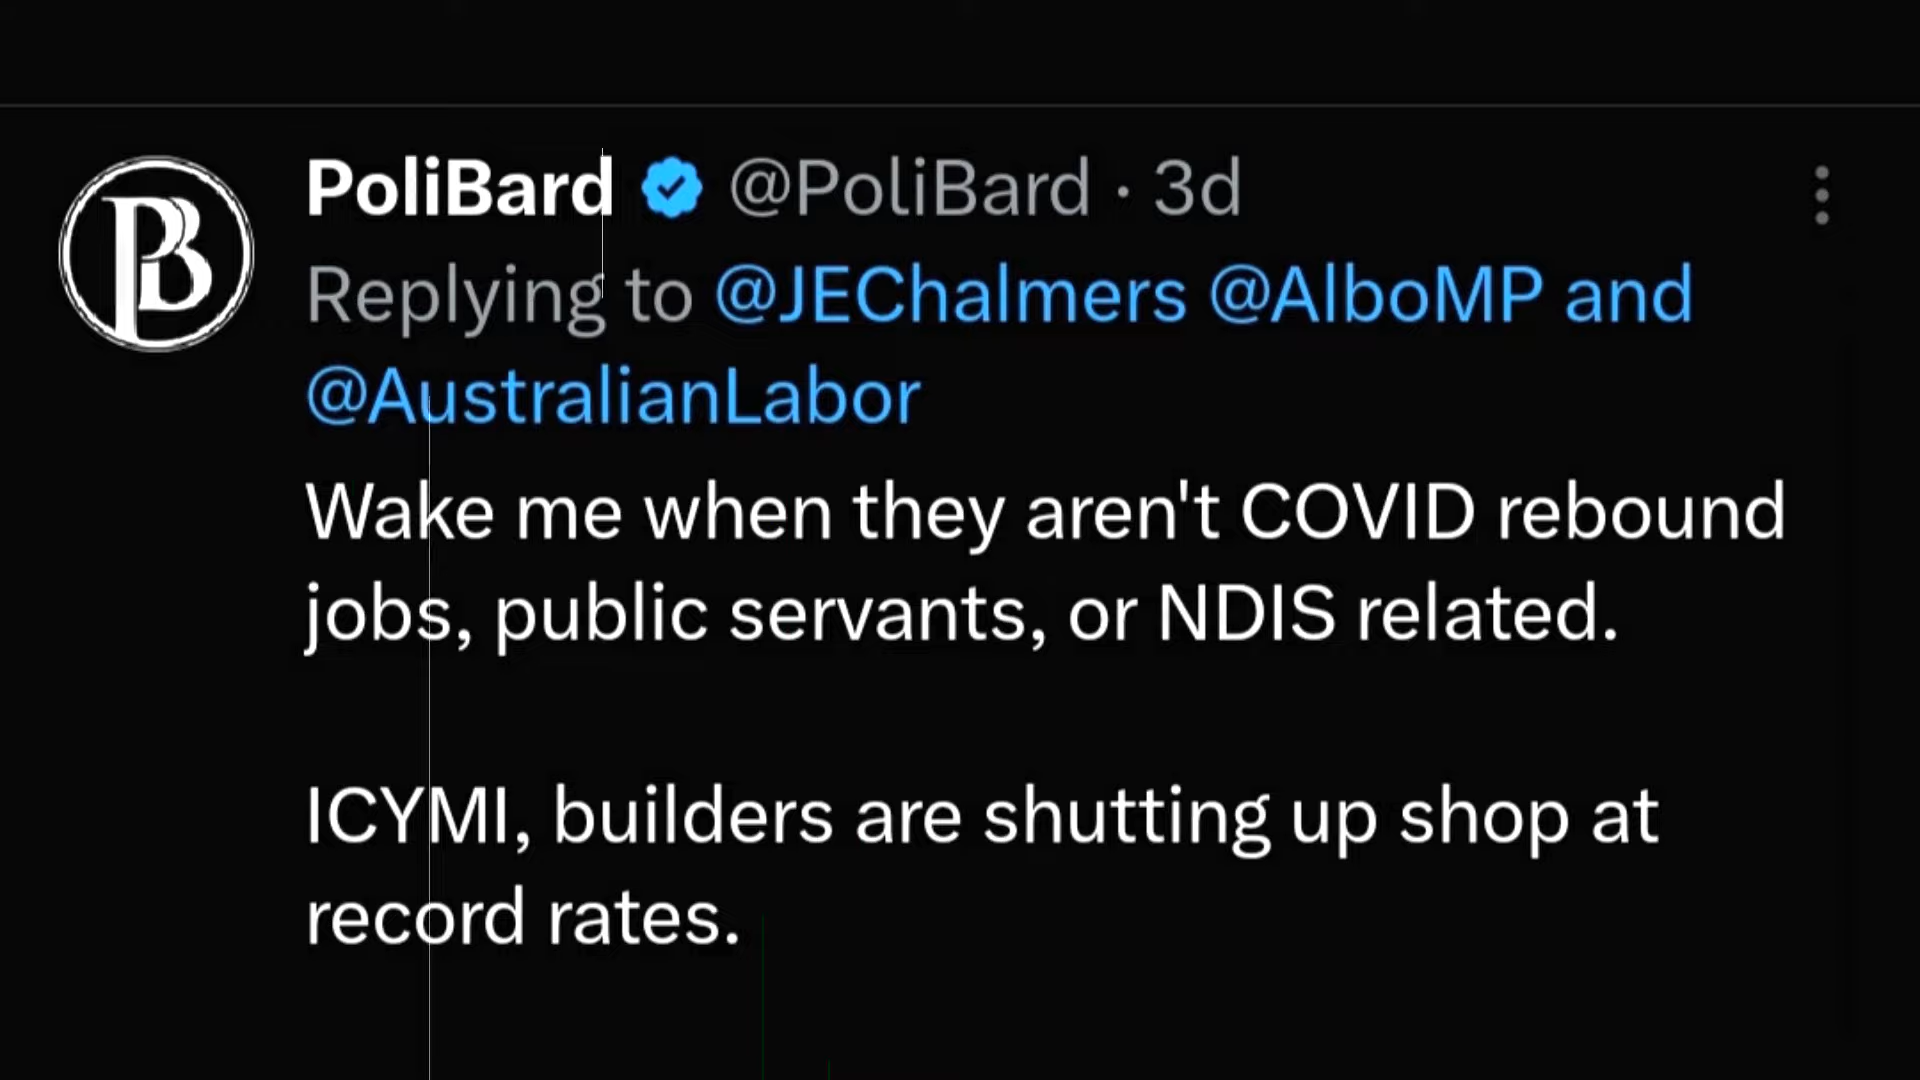 PoliBard @PoliBard · 3d
Replying to @JEChalmers @AlboMP and
@AustralianLabor
Wake me when they aren't COVID rebound
jobs, public servants, or NDIS related.
ICYMI, builders are shutting up shop at
record rates.